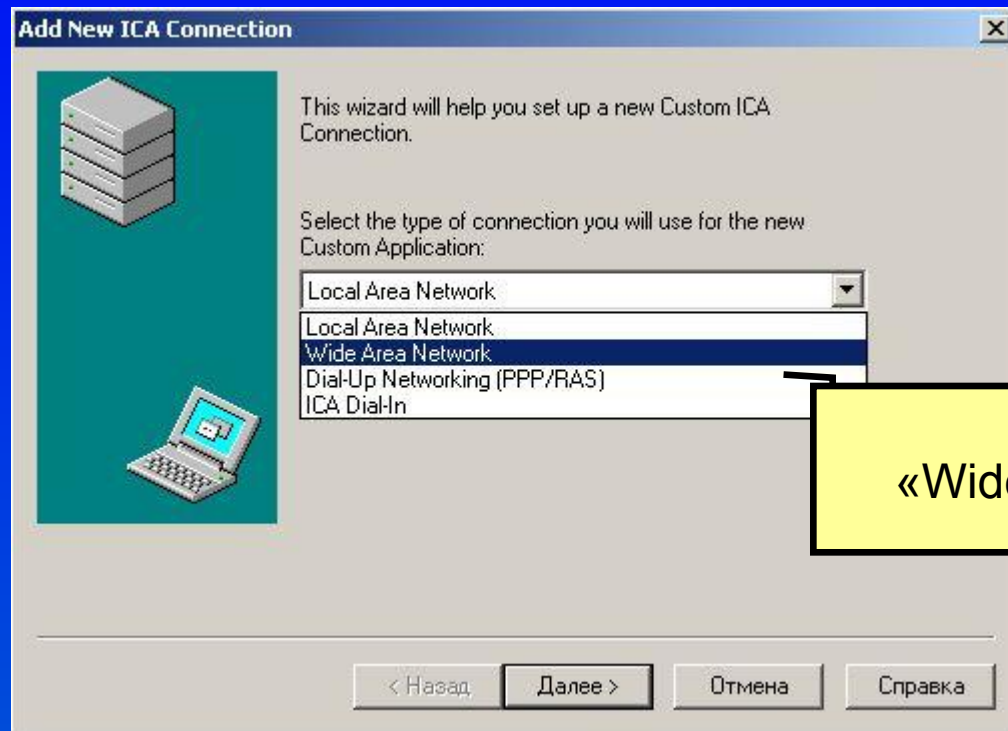 Add New ICA Connection
This wizard will help you set up a new Custom ICA
Connection.
Select the type of connection you will use for the new
Custom Application:
Local Area Network
Local Area Network
Wide Area Network
Dial-Up Networking (PPP/RAS)
ICA Dial-In
< Назад
Далее >
Отмена
Справка